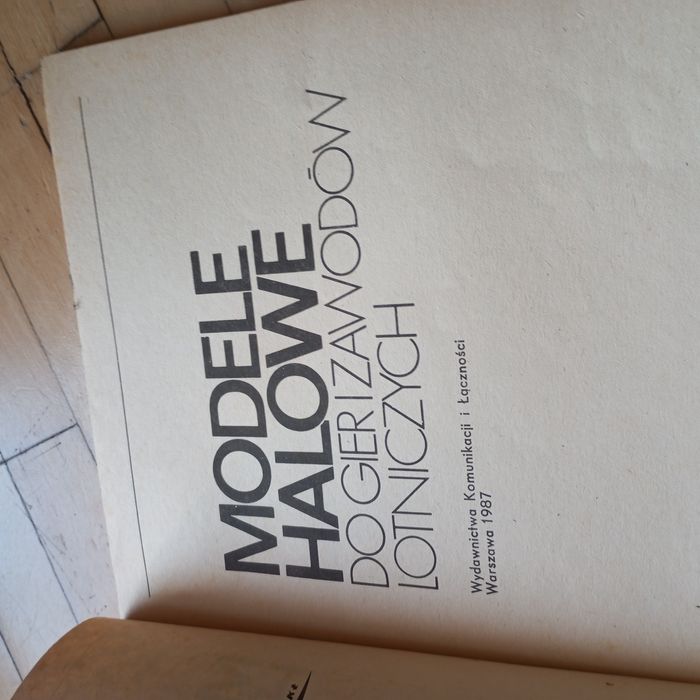 MODELE
HALOWE
DO GIER I ZAWODÓW
LOTNICZYCH
Wydawnictwa Komunikacji i Łączności
Warszawa 1987